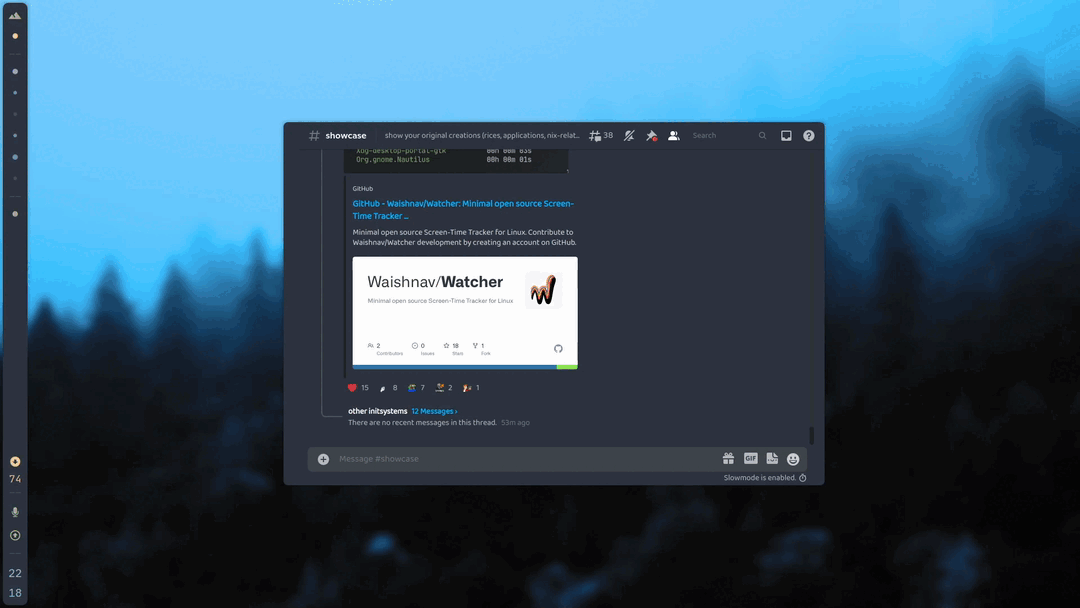 showcase
show your original creations (rices, applications, nix-relat...
38
Search
xdg-desktop-portal-gtk 00h 00m 03s
Org.gnome.Nautilus 00h 00m 01s
GitHub
GitHub - Waishnav/Watcher: Minimal open source Screen-
Time Tracker ...
Minimal open source Screen-Time Tracker for Linux. Contribute to
Waishnav/Watcher development by creating an account on GitHub.
Waishnav/Watcher
Minimal open source Screen-Time Tracker for Linux
2 0 18 1
Contributors Issues Stars Fork
15 8 7 2 1
other initsystems 12 Messages ›
There are no recent messages in this thread. 53m ago
Message #showcase
GIF
Slowmode is enabled.
74
22
18